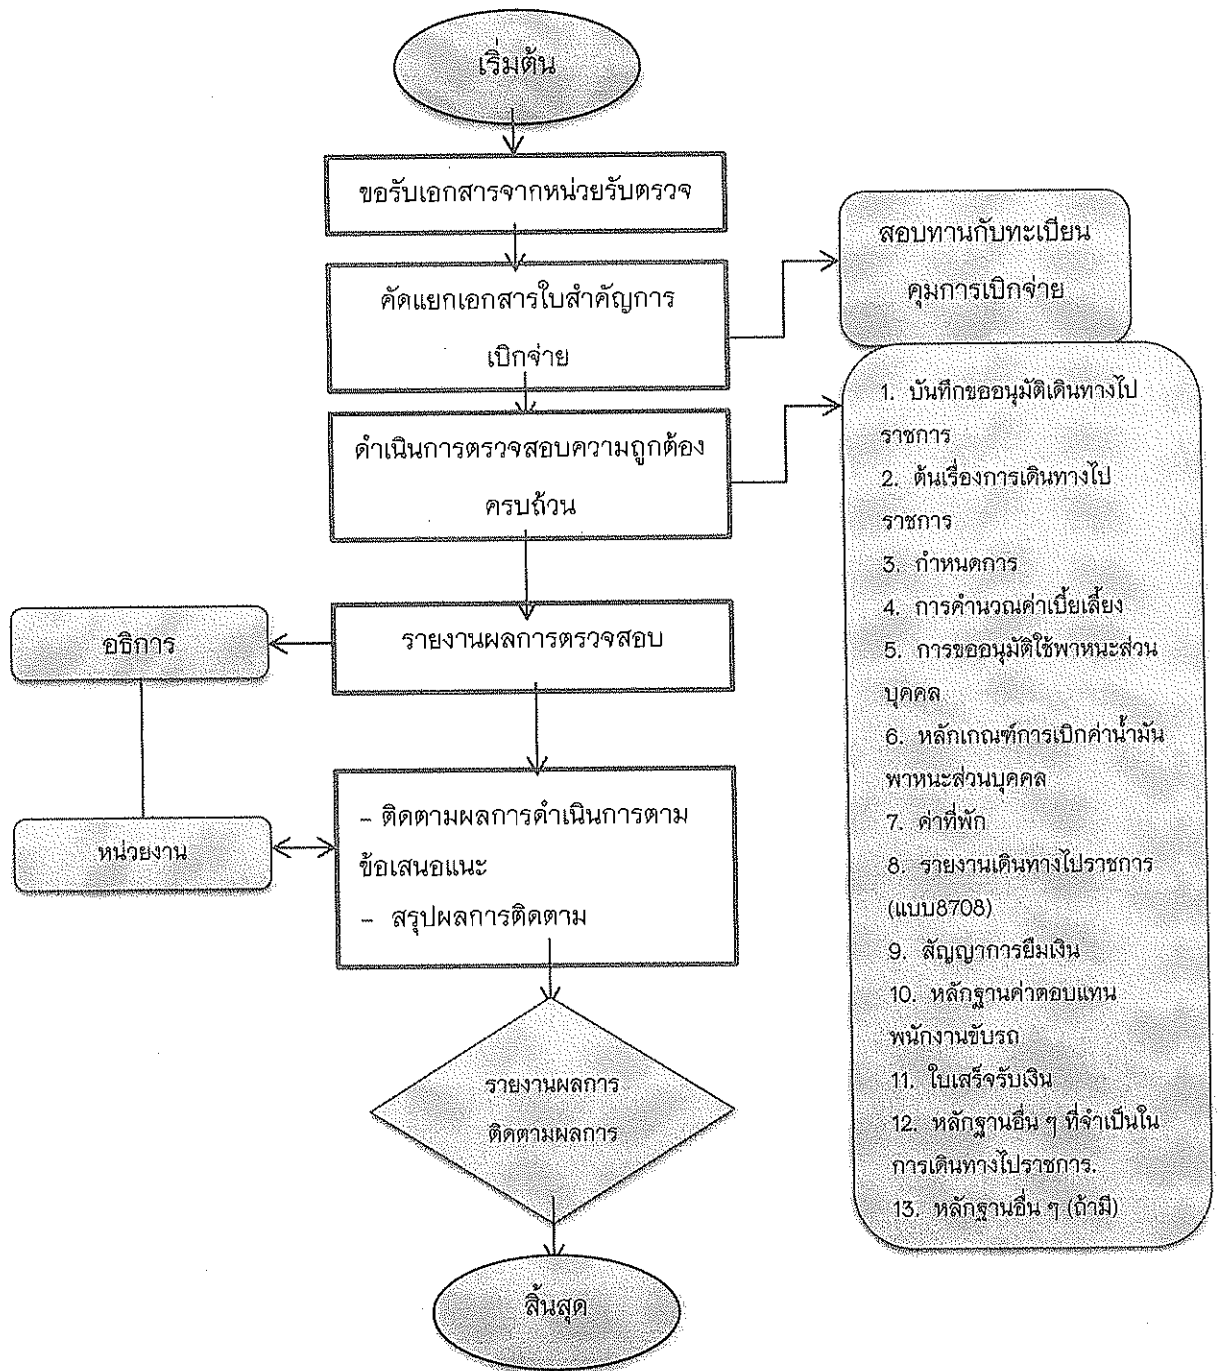 เริ่มต้น
ขอรับเอกสารจากหน่วยรับตรวจ
คัดแยกเอกสารใบสำคัญการ
เบิกจ่าย
สอบทานกับทะเบียน
คุมการเบิกจ่าย
ดำเนินการตรวจสอบความถูกต้อง
ครบถ้วน
1. บันทึกขออนุมัติเดินทางไป
ราชการ
2. ต้นเรื่องการเดินทางไป
ราชการ
3. กำหนดการ
4. การคำนวณค่าเบี้ยเลี้ยง
5. การขออนุมัติใช้พาหนะส่วน
บุคคล
6. หลักเกณฑ์การเบิกค่าน้ำมัน
พาหนะส่วนบุคคล
7. ค่าที่พัก
8. รายงานเดินทางไปราชการ
(แบบ8708)
9. สัญญาการยืมเงิน
10. หลักฐานค่าตอบแทน
พนักงานขับรถ
11. ใบเสร็จรับเงิน
12. หลักฐานอื่น ๆ ที่จำเป็นใน
การเดินทางไปราชการ.
13. หลักฐานอื่น ๆ (ถ้ามี)
รายงานผลการตรวจสอบ
อธิการ
หน่วยงาน
– ติดตามผลการดำเนินการตาม
ข้อเสนอแนะ
– สรุปผลการติดตาม
รายงานผลการ
ติดตามผลการ
สิ้นสุด